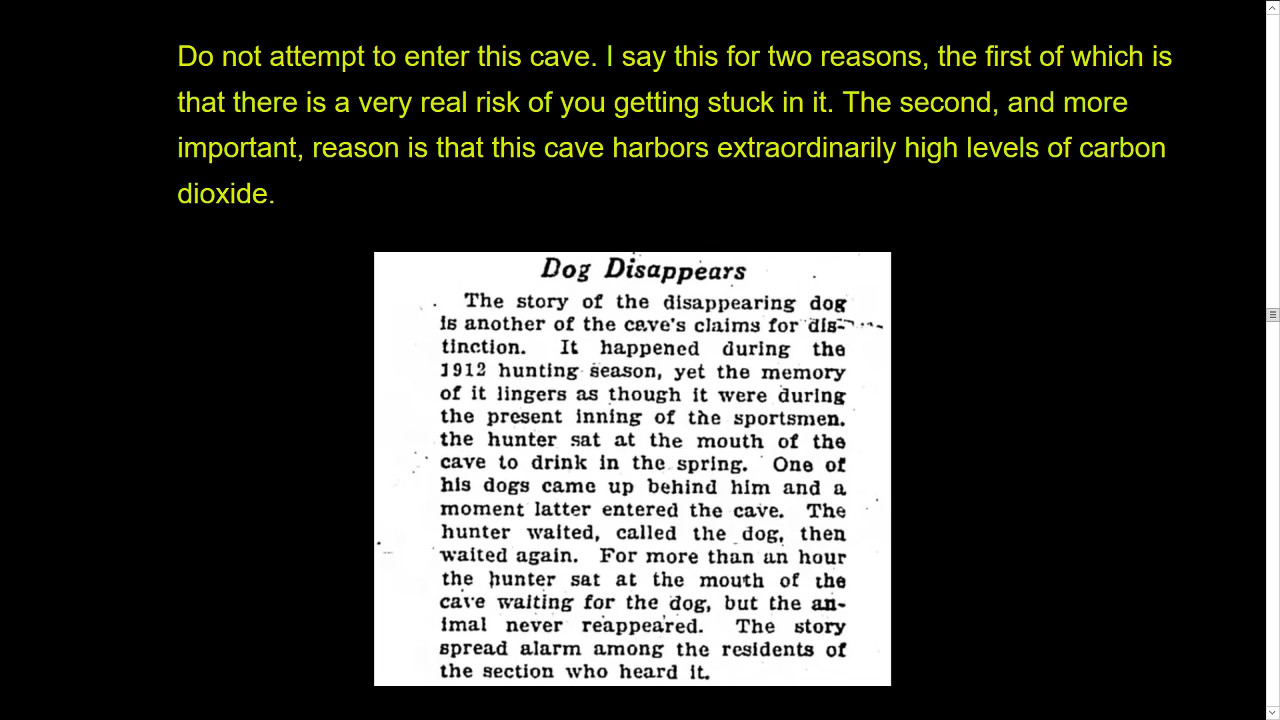 Do not attempt to enter this cave. I say this for two reasons, the first of which is
that there is a very real risk of you getting stuck in it. The second, and more
important, reason is that this cave harbors extraordinarily high levels of carbon
dioxide.
Dog Disappears
The story of the disappearing dog
is another of the cave's claims for dis-
tinction. It happened during the
1912 hunting season, yet the memory
of it lingers as though it were during
the present inning of the sportsmen.
the hunter sat at the mouth of the
cave to drink in the spring. One of
his dogs came up behind him and a
moment latter entered the cave. The
hunter waited, called the dog, then
waited again. For more than an hour
the hunter sat at the mouth of the
cave waiting for the dog, but the an-
imal never reappeared. The story
spread alarm among the residents of
the section who heard it.